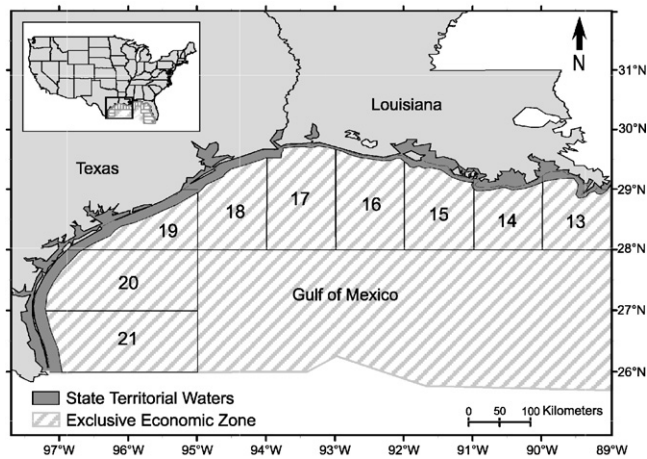 N
31°N
Louisiana
30°N
Texas
29°N
17
16
18
15
19
14
13
28°N
20
Gulf of Mexico
27°N
21
26°N
State Territorial Waters
Exclusive Economic Zone
0 50 100 Kilometers
97°W 96°W 95°W 94°W 93°W 92°W 91°W 90°W 89°W